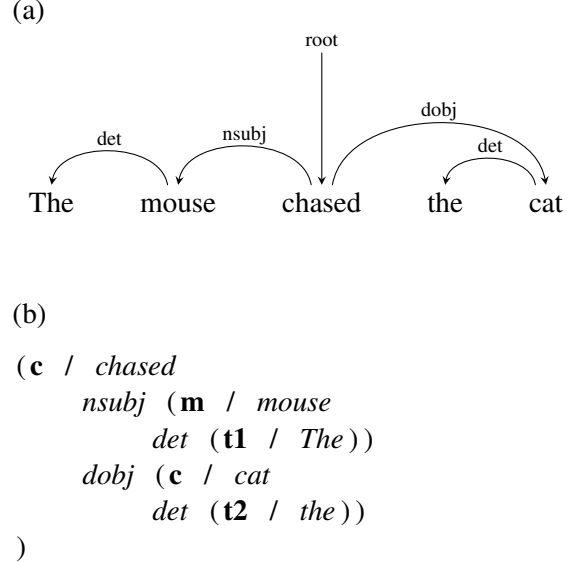 (a)
root
dobj
det nsubj det
The mouse chased the cat
(b)
(c / chased
nsubj (m / mouse
det (t1 / The))
dobj (c / cat
det (t2 / the))
)